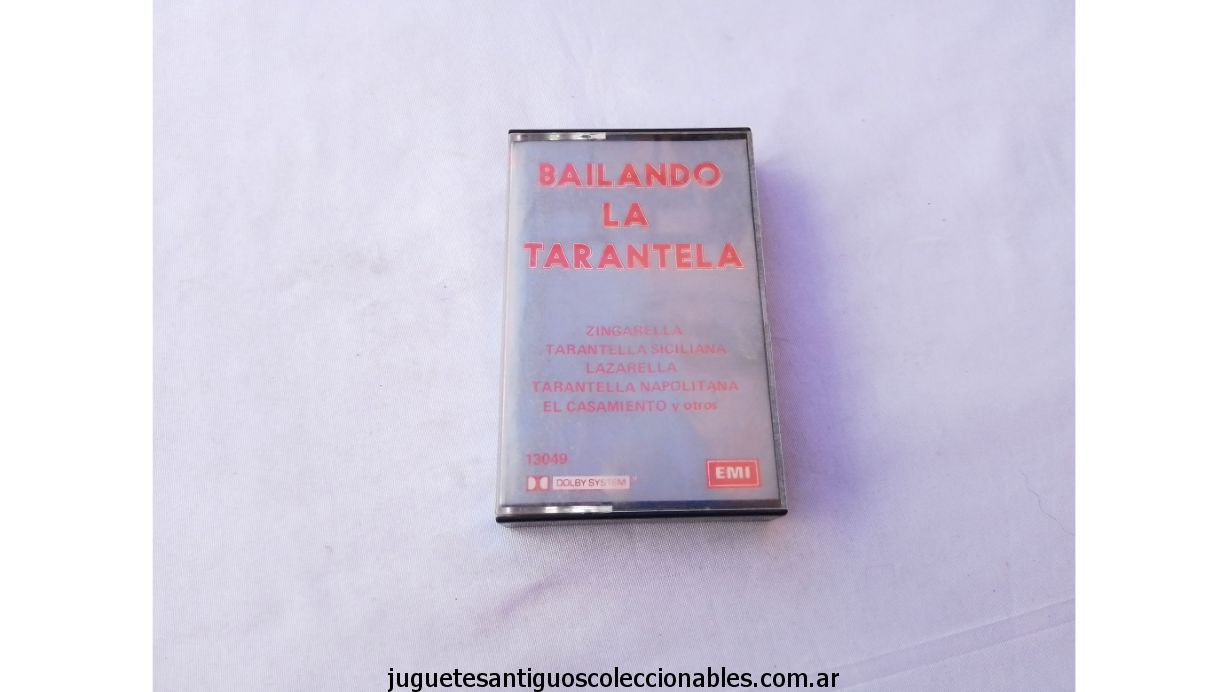 BAILANDO
LA
TARANTELA
ZINGARELLA
TARANTELLA SICILIANA
LAZARELLA
TARANTELLA NAPOLITANA
EL CASAMIENTO y otros
13049
DOLBY SYSTEM
EMI
juguetesantiguoscoleccionables.com.ar